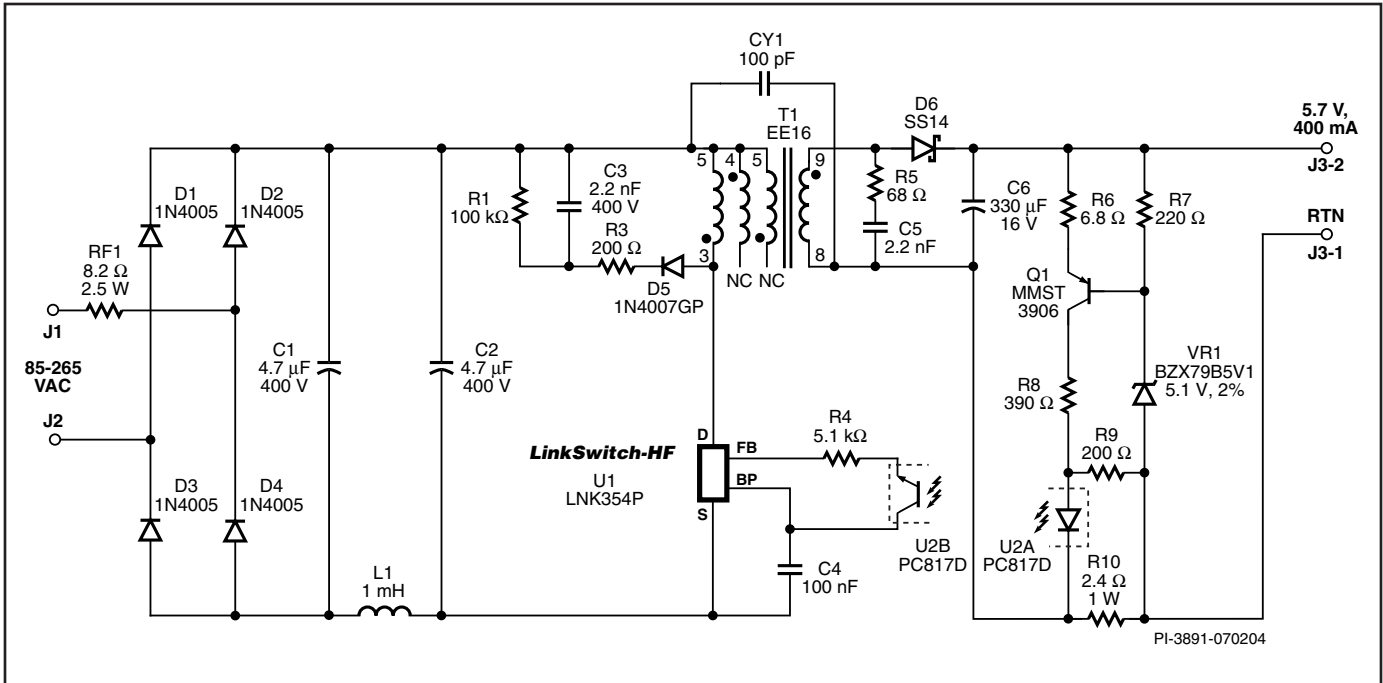 CY1
100 pF
T1
EE16
D6
SS14
5.7 V,
400 mA
J3-2
5
4
5
9
D1
1N4005
D2
1N4005
R1
100 kΩ
C3
2.2 nF
400 V
R5
68 Ω
C6
330 µF
16 V
R6
6.8 Ω
R7
220 Ω
RTN
J3-1
RF1
8.2 Ω
2.5 W
R3
200 Ω
C5
2.2 nF
3
8
NC
NC
D5
1N4007GP
Q1
MMST
3906
J1
85-265
VAC
J2
C1
4.7 µF
400 V
C2
4.7 µF
400 V
VR1
BZX79B5V1
5.1 V, 2%
R8
390 Ω
R4
5.1 kΩ
D
FB
LinkSwitch-HF
U1
LNK354P
BP
S
R9
200 Ω
D3
1N4005
D4
1N4005
U2B
PC817D
U2A
PC817D
C4
100 nF
R10
2.4 Ω
1 W
L1
1 mH
PI-3891-070204